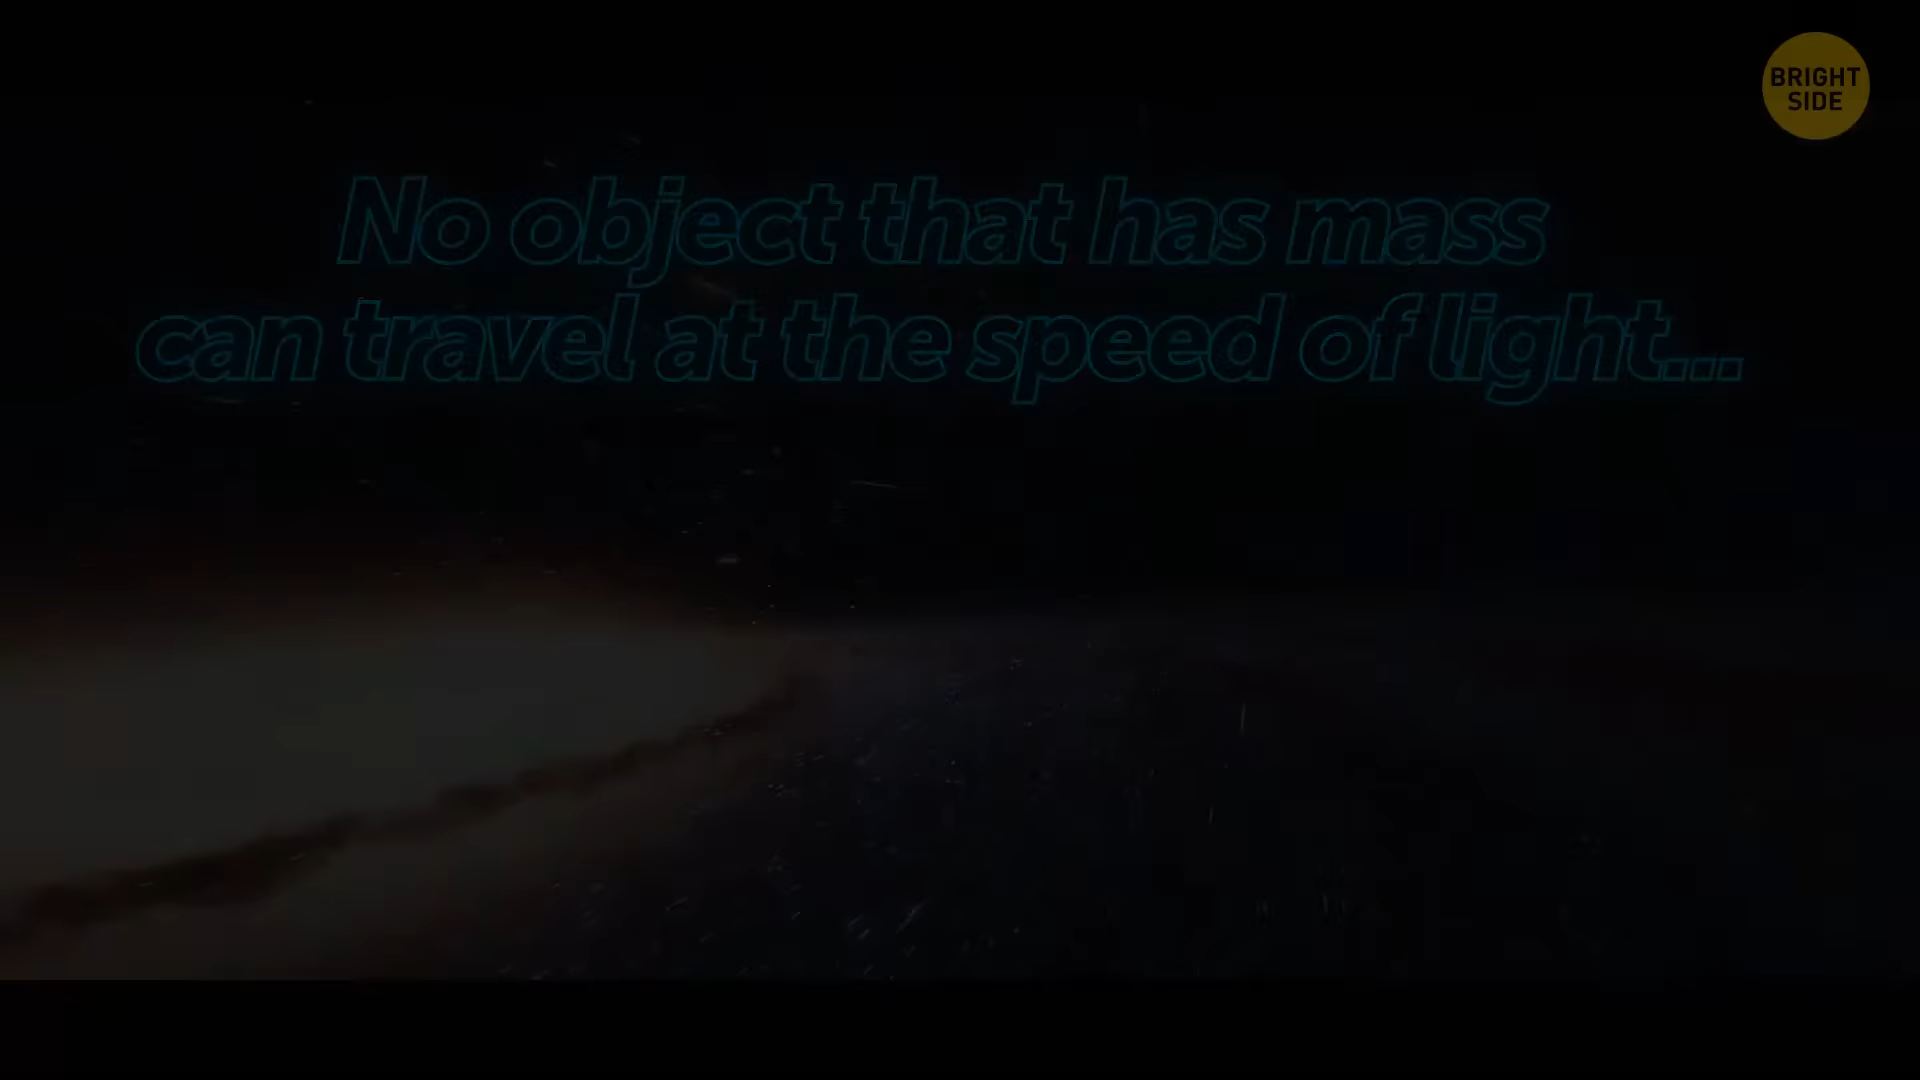 BRIGHT
SIDE
No object that has mass
can travel at the speed of light...